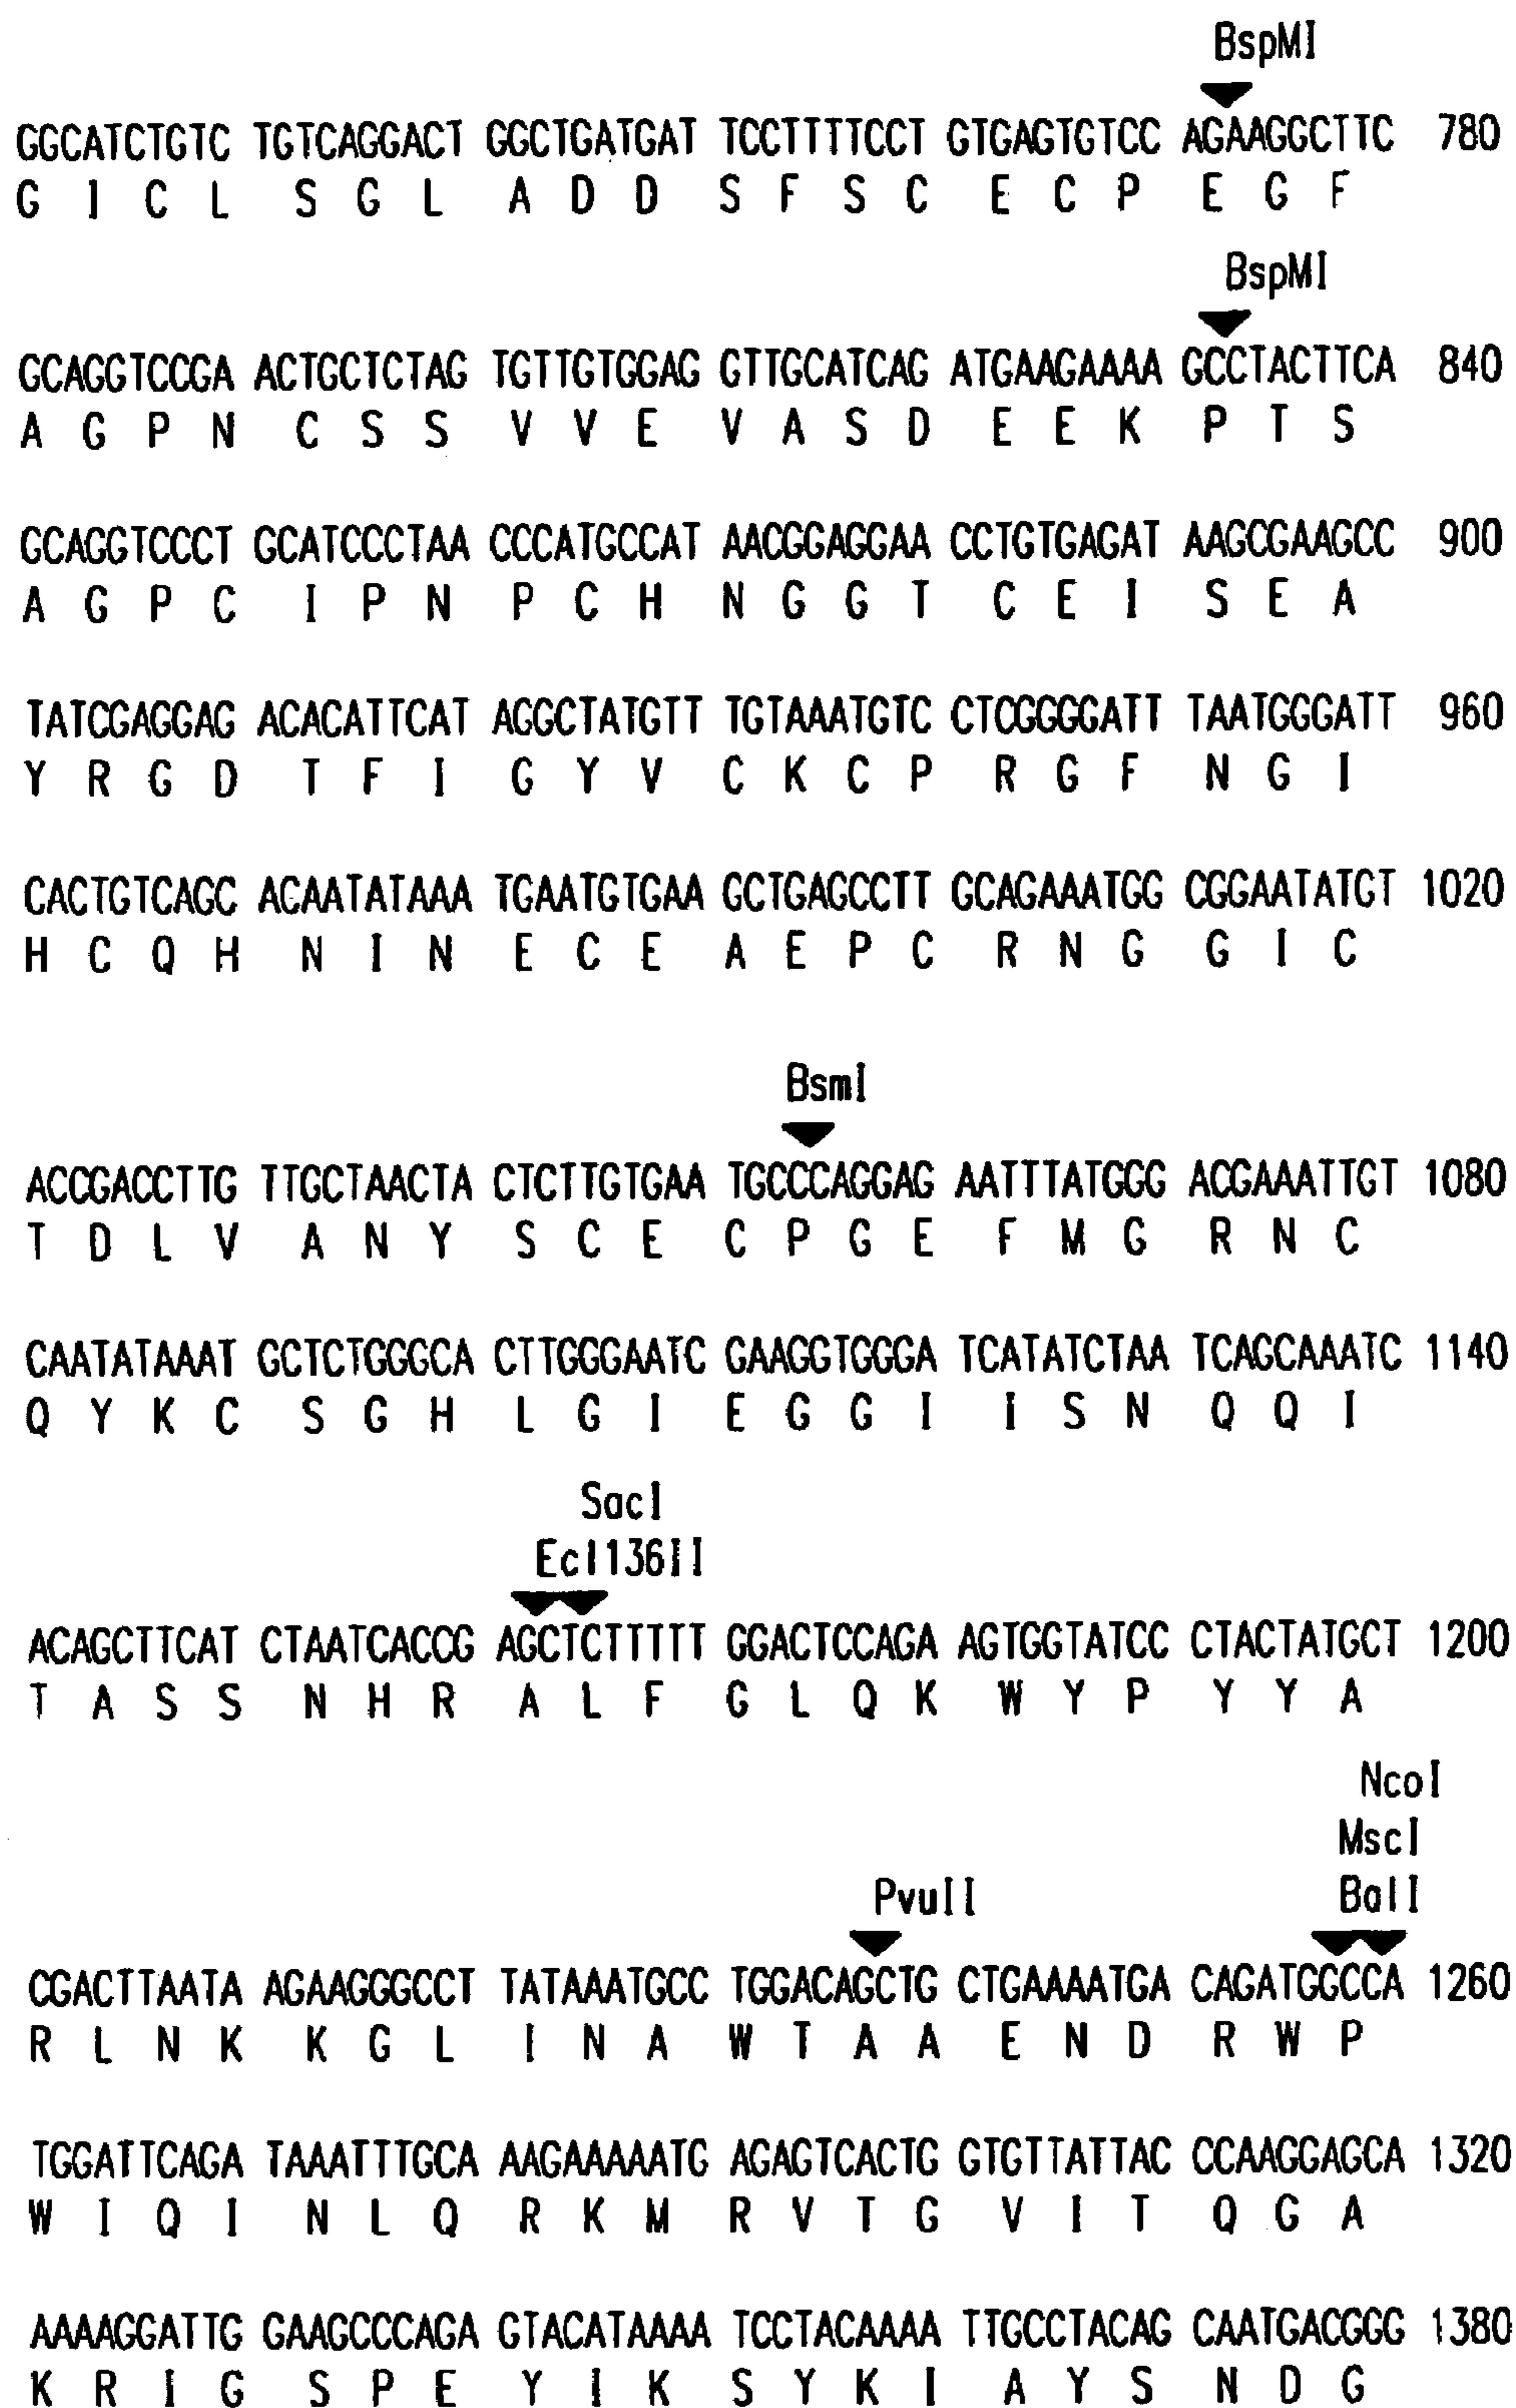 BspMI
GGCATCTGTC TGTCAGGACT GGCTGATGAT TCCTTTTCCT GTGAGTGTCC AGAAGGCTTC 780
G I C L S G L A D D S F S C E C P E G F
BspMI
GCAGGTCCGA ACTGCTCTAG TGTTGTGGAG GTTGCATCAG ATGAAGAAAA GCCTACTTCA 840
A G P N C S S V V E V A S D E E K P T S
GCAGGTCCCT GCATCCCTAA CCCATGCCAT AACGGAGGAA CCTGTGAGAT AAGCGAAGCC 900
A G P C I P N P C H N G G T C E I S E A
TATCGAGGAG ACACATTCAT AGGCTATGTT TGTAAATGTC CTCGGGGATT TAATGGGATT 960
Y R G D T F I G Y V C K C P R G F N G I
CACTGTCAGC ACAATATAAA TGAATGTGAA GCTGAGCCTT GCAGAAATGG CGGAATATGT 1020
H C Q H N I N E C E A E P C R N G G I C
BsmI
ACCGACCTTG TTGCTAACTA CTCTTGTGAA TGCCCAGGAG AATTTATGGG ACGAAATTGT 1080
T D L V A N Y S C E C P G E F M G R N C
CAATATAAAT GCTCTGGGCA CTTGGGAATC GAAGGTGGGA TCATATCTAA TCAGCAAATC 1140
Q Y K C S G H L G I E G G I I S N Q Q I
SacI
EcI136II
ACAGCTTCAT CTAATCACCG AGCTCTTTTT GGACTCCAGA AGTGGTATCC CTACTATGCT 1200
T A S S N H R A L F G L Q K W Y P Y Y A
NcoI
MscI
PvuII BalI
CGACTTAATA AGAAGGGCCT TATAAATGCC TGGACAGCTG CTGAAAATGA CAGATGGCCA 1260
R L N K K G L I N A W T A A E N D R W P
TGGATTCAGA TAAATTTGCA AAGAAAAATG AGAGTCACTG GTGTTATTAC CCAAGGAGCA 1320
W I Q I N L Q R K M R V T G V I T Q G A
AAAAGGATTG GAAGCCCAGA GTACATAAAA TCCTACAAAA TTGCCTACAG CAATGACGGG 1380
K R I G S P E Y I K S Y K I A Y S N D G